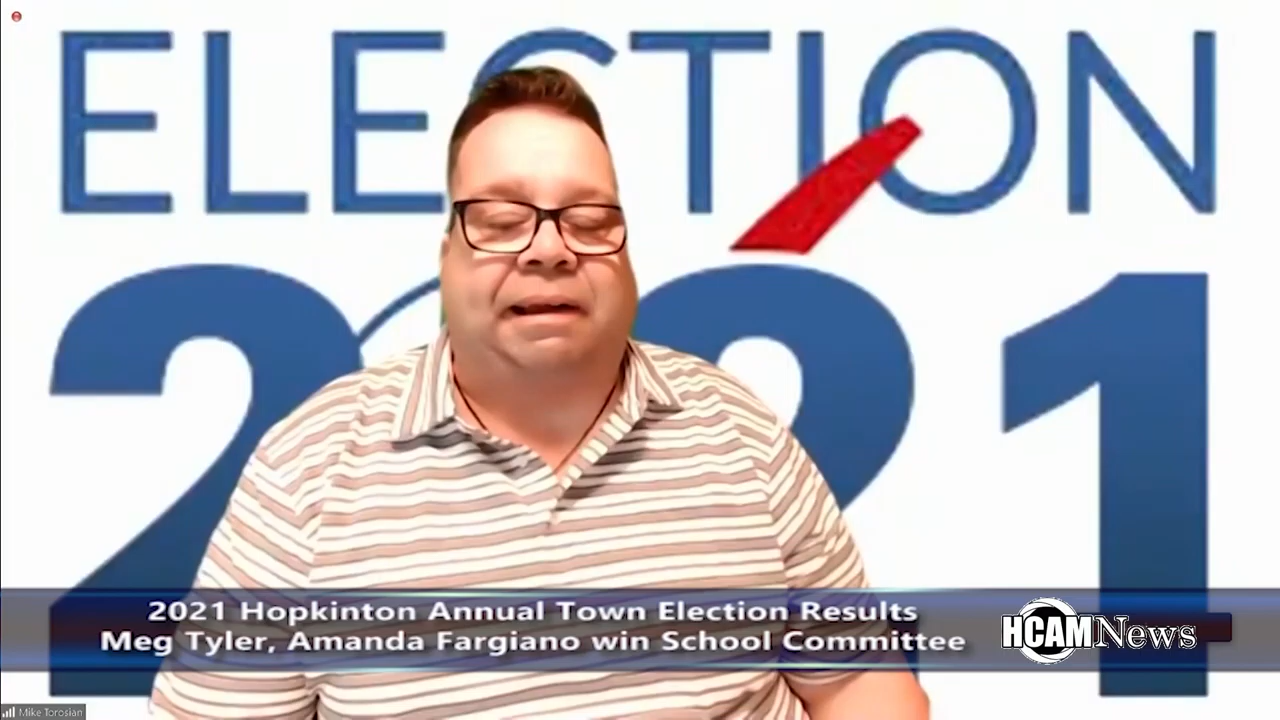 ELECTION
2021
2021 Hopkinton Annual Town Election Results
Meg Tyler, Amanda Fargiano win School Committee
HCAMNews
Mike Torosian